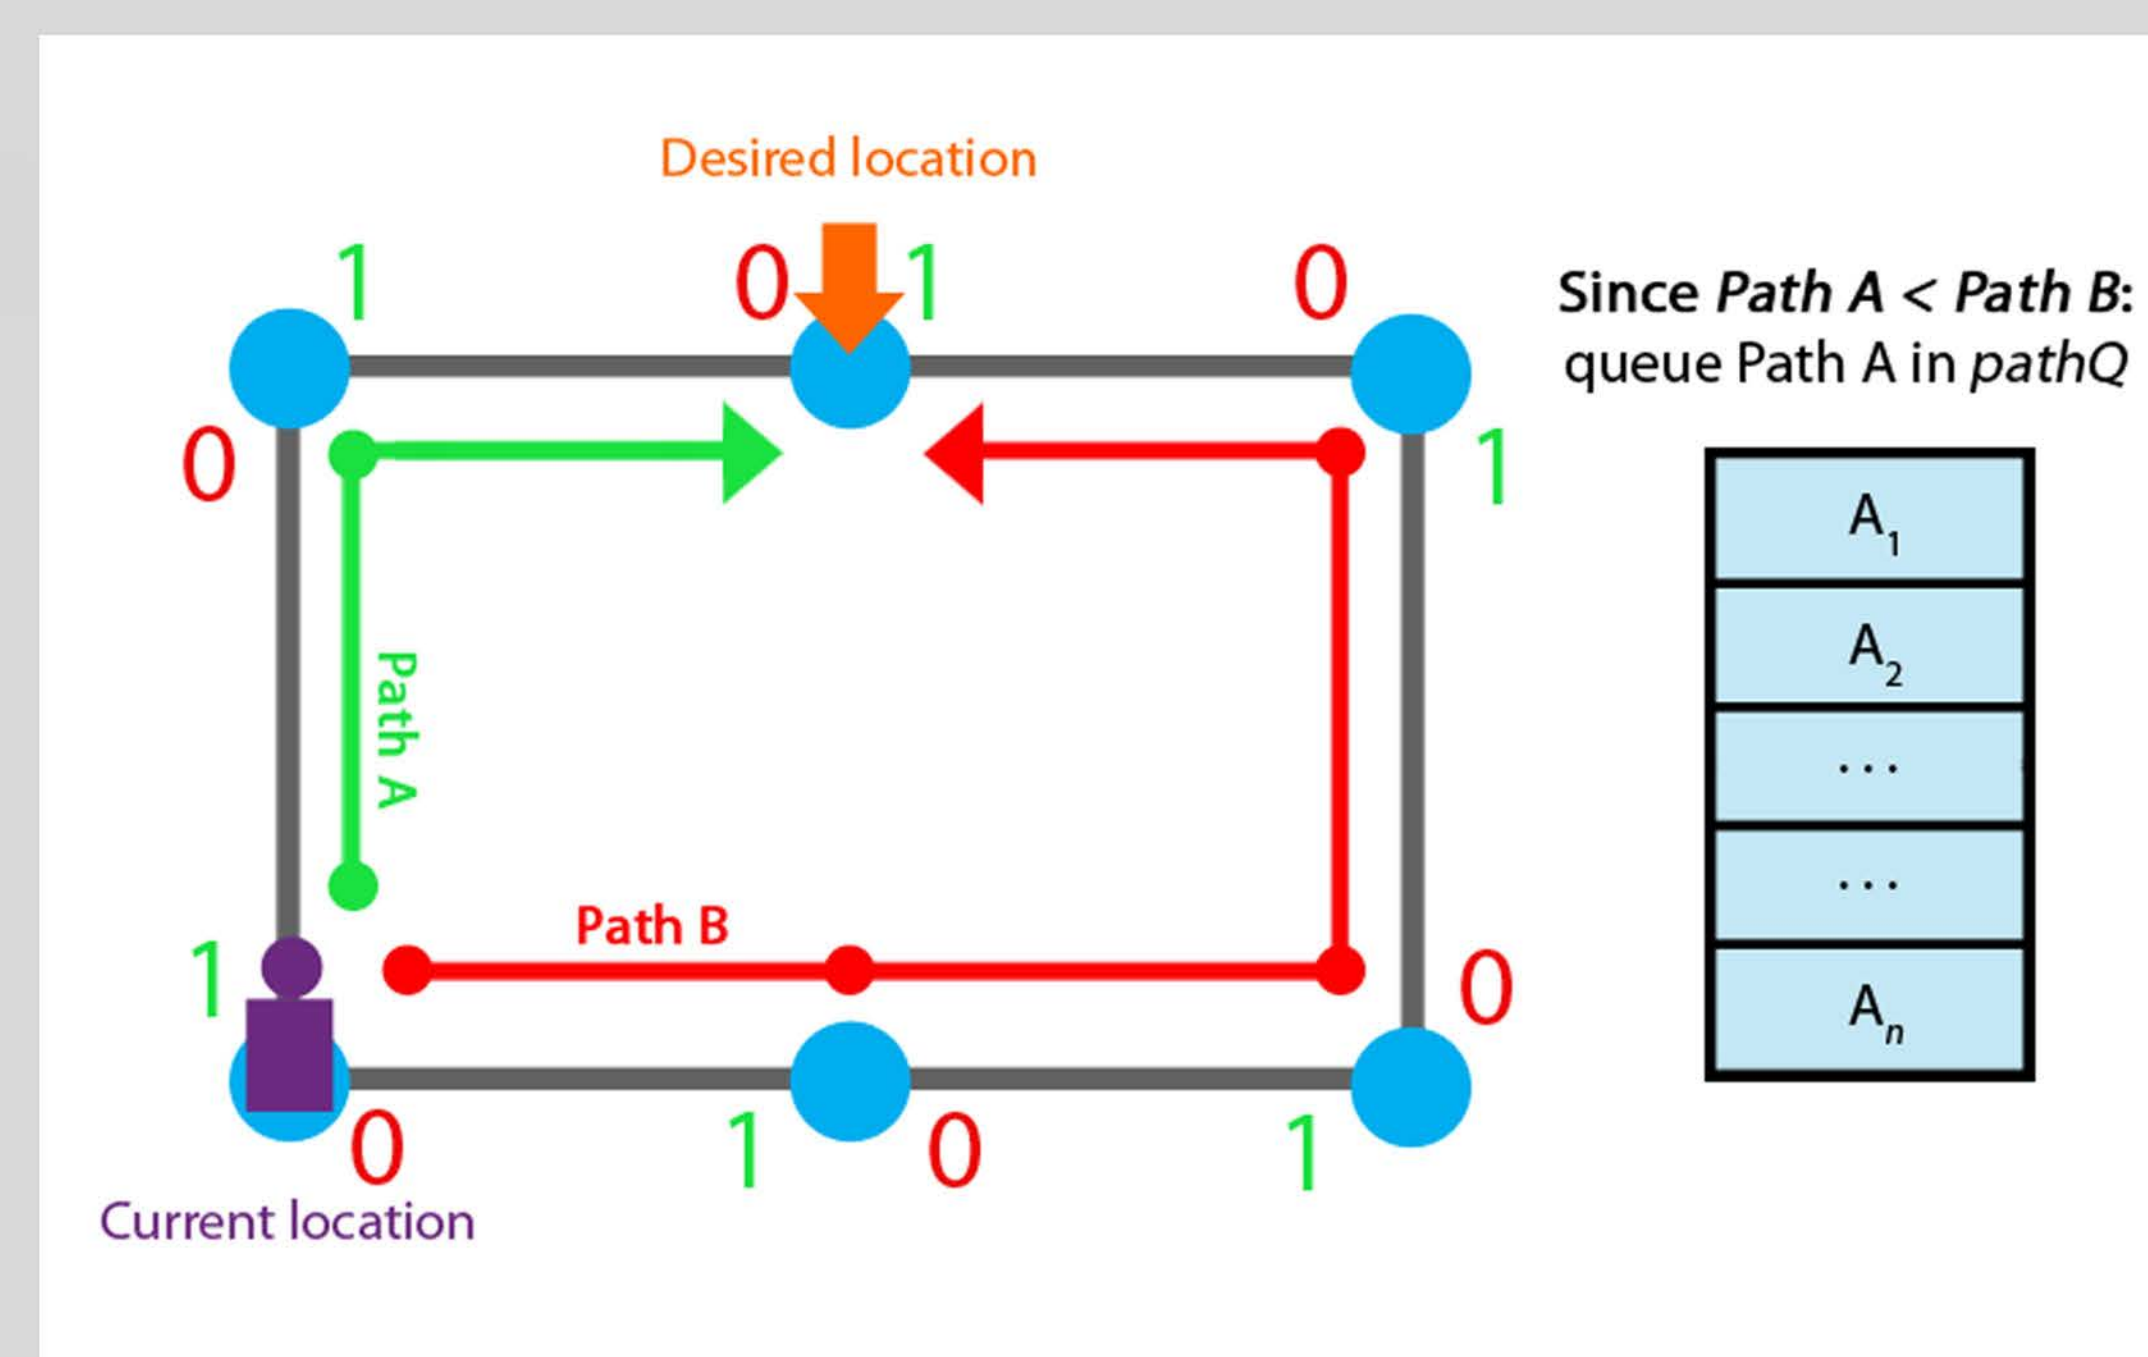 Desired location
1
0
1
0
Since Path A < Path B:
queue Path A in pathQ
0
1
A1
A2
...
...
An
Path A
Path B
1
0
0
1
0
1
Current location